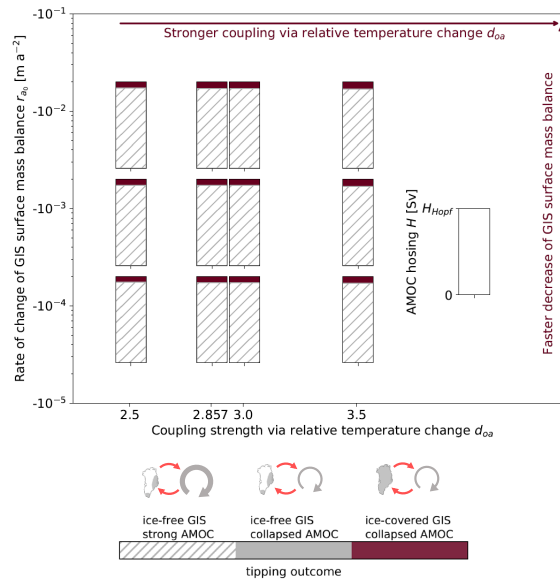 -10⁻¹
Stronger coupling via relative temperature change dₒₐ
Rate of change of GIS surface mass balance rₐ₀ [m a⁻²]
-10⁻²
-10⁻³
-10⁻⁴
-10⁻⁵
AMOC hosing H [Sv]
H_Hopf
0
Faster decrease of GIS surface mass balance
2.5 2.857 3.0 3.5
Coupling strength via relative temperature change dₒₐ
ice-free GIS
strong AMOC
ice-free GIS
collapsed AMOC
ice-covered GIS
collapsed AMOC
tipping outcome